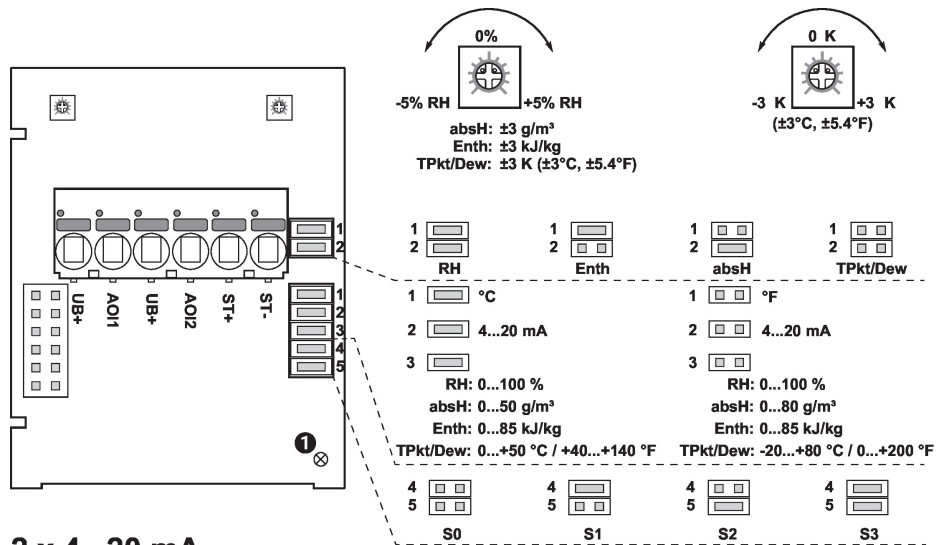 0%
-5% RH +5% RH
absH: ±3 g/m³
Enth: ±3 kJ/kg
TPkt/Dew: ±3 K (±3°C, ±5.4°F)
0 K
-3 K +3 K
(±3°C, ±5.4°F)
1
2
UB+ AOI1 UB+ AOI2 ST+ ST-
1
2
3
4
5
1
2
RH
1
2
Enth
1
2
absH
1
2
TPkt/Dew
1 °C
2 4...20 mA
3
RH: 0...100 %
absH: 0...50 g/m³
Enth: 0...85 kJ/kg
TPkt/Dew: 0...+50 °C / +40...+140 °F
1 °F
2 4...20 mA
3
RH: 0...100 %
absH: 0...80 g/m³
Enth: 0...85 kJ/kg
TPkt/Dew: -20...+80 °C / 0...+200 °F
1
4
5
S0
4
5
S1
4
5
S2
4
5
S3